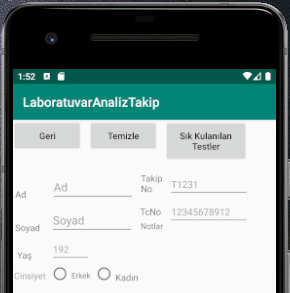 1:52
LaboratuvarAnalizTakip
Geri Temizle Sık Kulanılan
Testler
Ad Ad Takip
No T1231
Soyad Soyad TcNo 12345678912
Notlar
Yaş 192
Cinsiyet Erkek Kadın